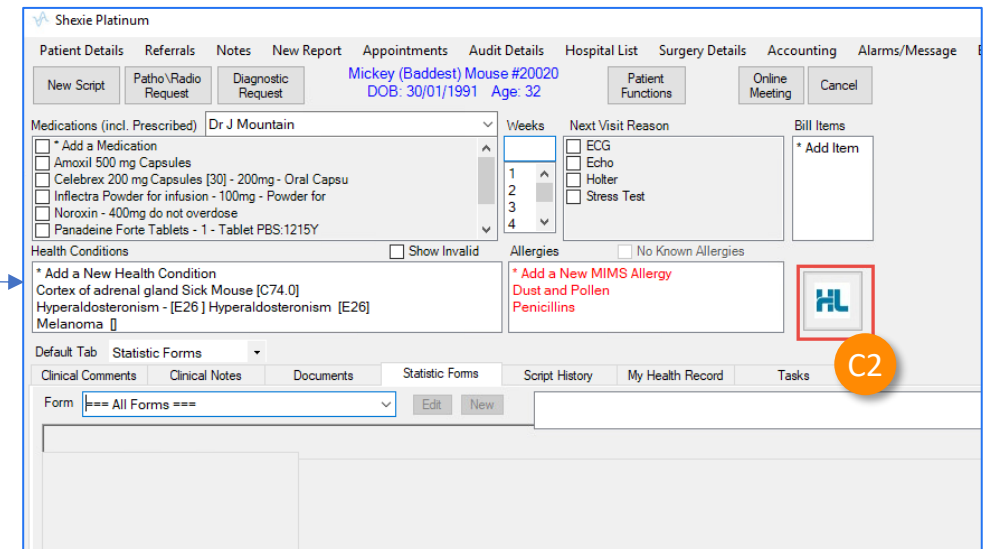 Shexie Platinum
Patient Details Referrals Notes New Report Appointments Audit Details Hospital List Surgery Details Accounting Alarms/Message
New Script Patho\Radio Request Diagnostic Request Mickey (Baddest) Mouse #20020 Patient Functions Online Meeting Cancel
DOB: 30/01/1991 Age: 32
Medications (incl. Prescribed) Dr J Mountain Weeks Next Visit Reason Bill Items
* Add a Medication ECG * Add Item
Amoxil 500 mg Capsules Echo
Celebrex 200 mg Capsules [30] - 200mg - Oral Capsu 1 Holter
Inflectra Powder for infusion - 100mg - Powder for 2 Stress Test
Noroxin - 400mg do not overdose 3
Panadeine Forte Tablets - 1 - Tablet PBS:1215Y 4
Health Conditions Show Invalid Allergies No Known Allergies
* Add a New Health Condition * Add a New MIMS Allergy
Cortex of adrenal gland Sick Mouse [C74.0] Dust and Pollen
Hyperaldosteronism - [E26 ] Hyperaldosteronism [E26] Penicillins
Melanoma []
HL
C2
Default Tab Statistic Forms
Clinical Comments Clinical Notes Documents Statistic Forms Script History My Health Record Tasks
Form === All Forms === Edit New